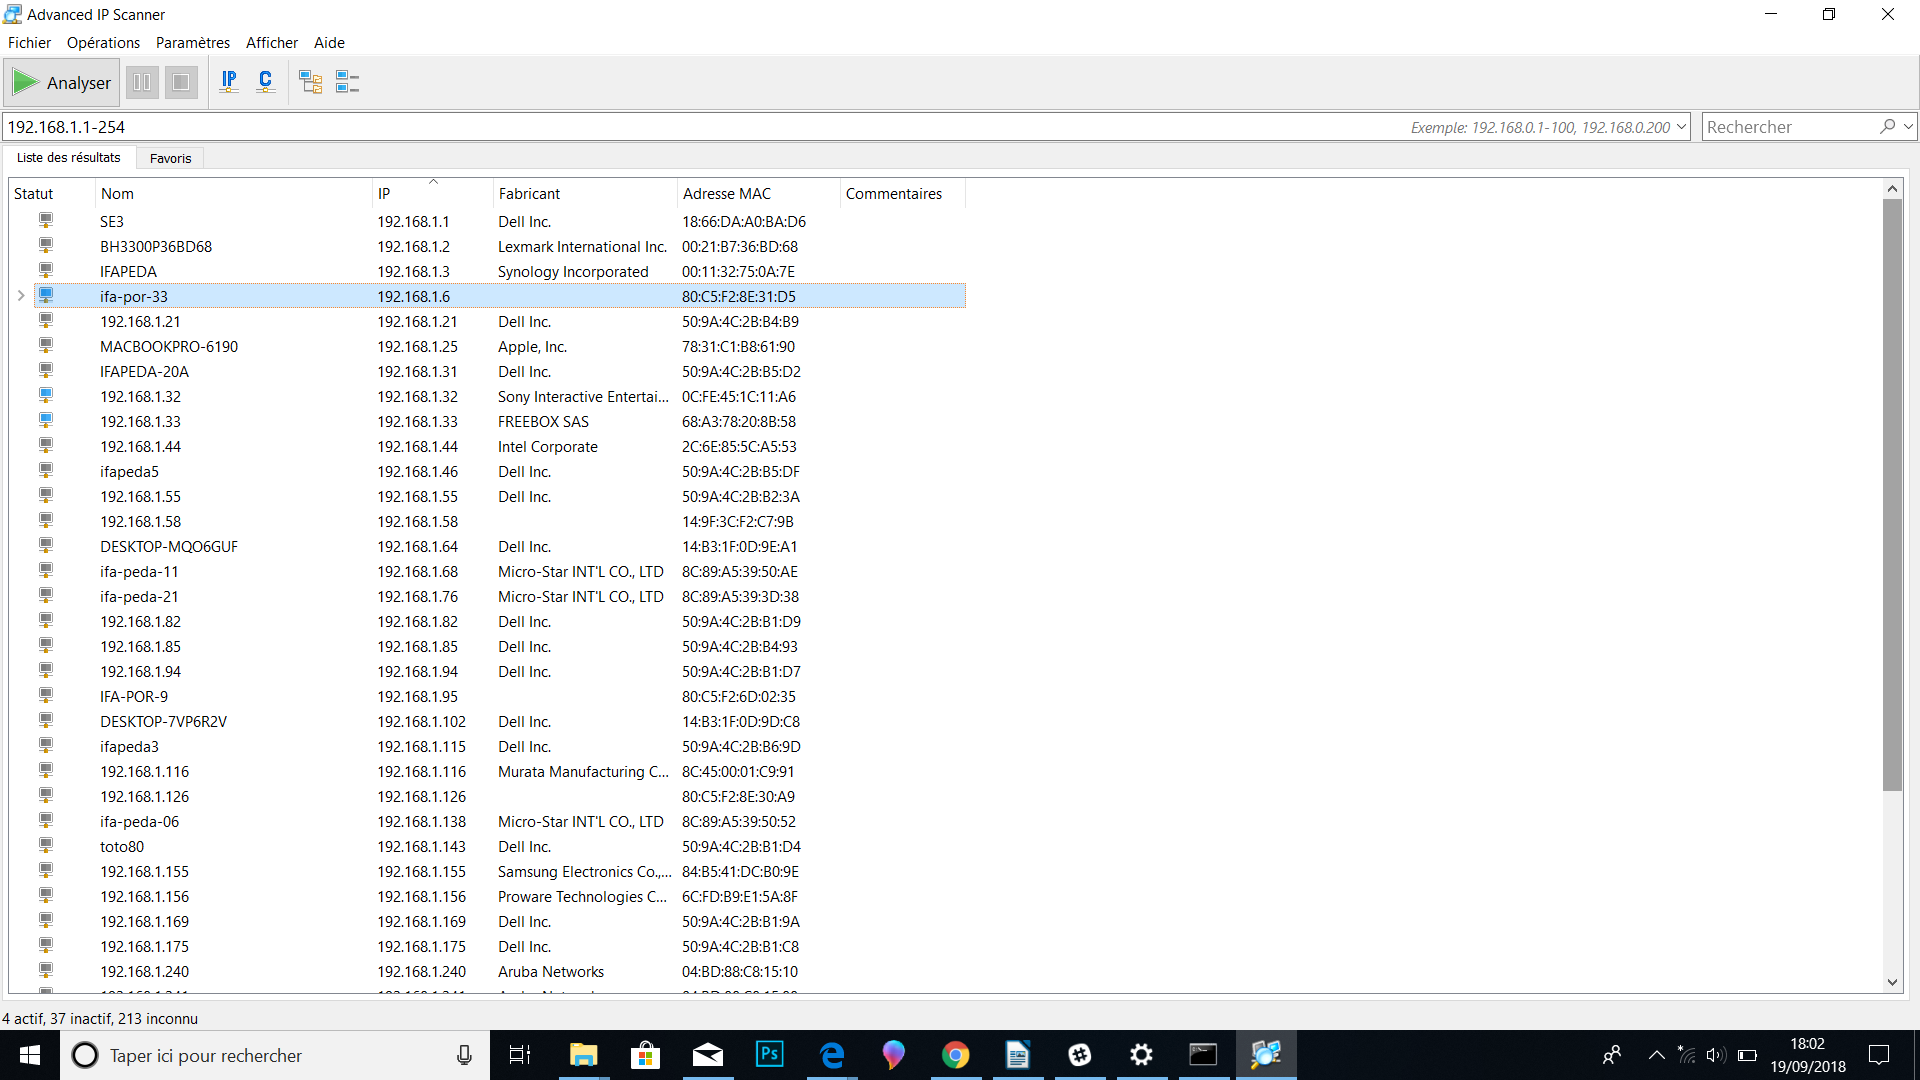 Advanced IP Scanner
Fichier Opérations Paramètres Afficher Aide
Analyser IP C
192.168.1.1-254 Exemple: 192.168.0.1-100, 192.168.0.200 Rechercher
Liste des résultats Favoris
Statut Nom IP Fabricant Adresse MAC Commentaires
SE3 192.168.1.1 Dell Inc. 18:66:DA:A0:BA:D6
BH3300P36BD68 192.168.1.2 Lexmark International Inc. 00:21:B7:36:BD:68
IFAPEDA 192.168.1.3 Synology Incorporated 00:11:32:75:0A:7E
ifa-por-33 192.168.1.6 80:C5:F2:8E:31:D5
192.168.1.21 192.168.1.21 Dell Inc. 50:9A:4C:2B:B4:B9
MACBOOKPRO-6190 192.168.1.25 Apple, Inc. 78:31:C1:B8:61:90
IFAPEDA-20A 192.168.1.31 Dell Inc. 50:9A:4C:2B:B5:D2
192.168.1.32 192.168.1.32 Sony Interactive Entertai... 0C:FE:45:1C:11:A6
192.168.1.33 192.168.1.33 FREEBOX SAS 68:A3:78:20:8B:58
192.168.1.44 192.168.1.44 Intel Corporate 2C:6E:85:5C:A5:53
ifapeda5 192.168.1.46 Dell Inc. 50:9A:4C:2B:B5:DF
192.168.1.55 192.168.1.55 Dell Inc. 50:9A:4C:2B:B2:3A
192.168.1.58 192.168.1.58 14:9F:3C:F2:C7:9B
DESKTOP-MQO6GUF 192.168.1.64 Dell Inc. 14:B3:1F:0D:9E:A1
ifa-peda-11 192.168.1.68 Micro-Star INT'L CO., LTD 8C:89:A5:39:50:AE
ifa-peda-21 192.168.1.76 Micro-Star INT'L CO., LTD 8C:89:A5:39:3D:38
192.168.1.82 192.168.1.82 Dell Inc. 50:9A:4C:2B:B1:D9
192.168.1.85 192.168.1.85 Dell Inc. 50:9A:4C:2B:B4:93
192.168.1.94 192.168.1.94 Dell Inc. 50:9A:4C:2B:B1:D7
IFA-POR-9 192.168.1.95 80:C5:F2:6D:02:35
DESKTOP-7VP6R2V 192.168.1.102 Dell Inc. 14:B3:1F:0D:9D:C8
ifapeda3 192.168.1.115 Dell Inc. 50:9A:4C:2B:B6:9D
192.168.1.116 192.168.1.116 Murata Manufacturing C... 8C:45:00:01:C9:91
192.168.1.126 192.168.1.126 80:C5:F2:8E:30:A9
ifa-peda-06 192.168.1.138 Micro-Star INT'L CO., LTD 8C:89:A5:39:50:52
toto80 192.168.1.143 Dell Inc. 50:9A:4C:2B:B1:D4
192.168.1.155 192.168.1.155 Samsung Electronics Co.,... 84:B5:41:DC:B0:9E
192.168.1.156 192.168.1.156 Proware Technologies C... 6C:FD:B9:E1:5A:8F
192.168.1.169 192.168.1.169 Dell Inc. 50:9A:4C:2B:B1:9A
192.168.1.175 192.168.1.175 Dell Inc. 50:9A:4C:2B:B1:C8
192.168.1.240 192.168.1.240 Aruba Networks 04:BD:88:C8:15:10
4 actif, 37 inactif, 213 inconnu
Taper ici pour rechercher Ps 18:02
19/09/2018